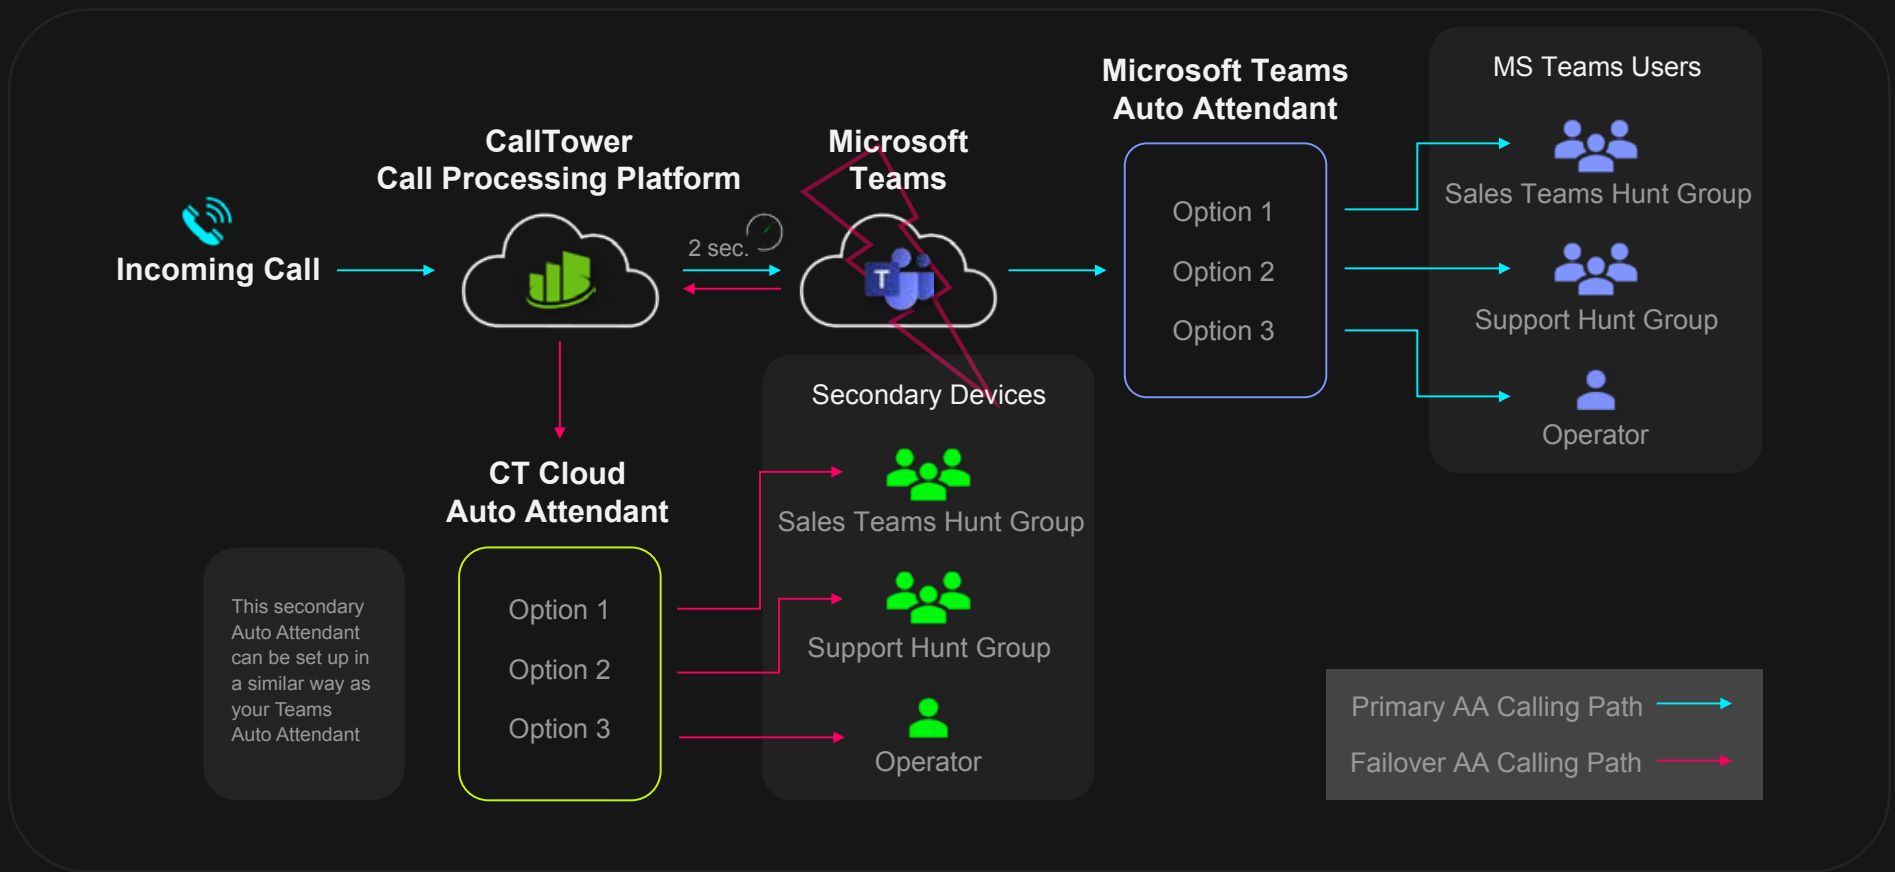 Incoming Call
CallTower
Call Processing Platform
2 sec.
Microsoft
Teams
T
Microsoft Teams
Auto Attendant
Option 1
Option 2
Option 3
MS Teams Users
Sales Teams Hunt Group
Support Hunt Group
Operator
CT Cloud
Auto Attendant
Option 1
Option 2
Option 3
Secondary Devices
Sales Teams Hunt Group
Support Hunt Group
Operator
This secondary
Auto Attendant
can be set up in
a similar way as
your Teams
Auto Attendant
Primary AA Calling Path
Failover AA Calling Path